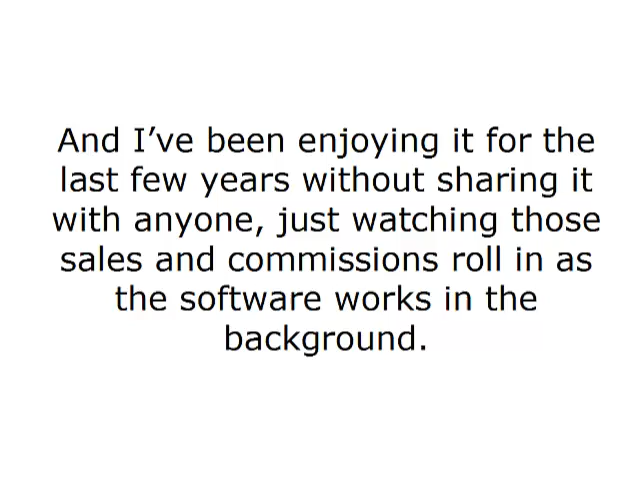 And I’ve been enjoying it for the
last few years without sharing it
with anyone, just watching those
sales and commissions roll in as
the software works in the
background.